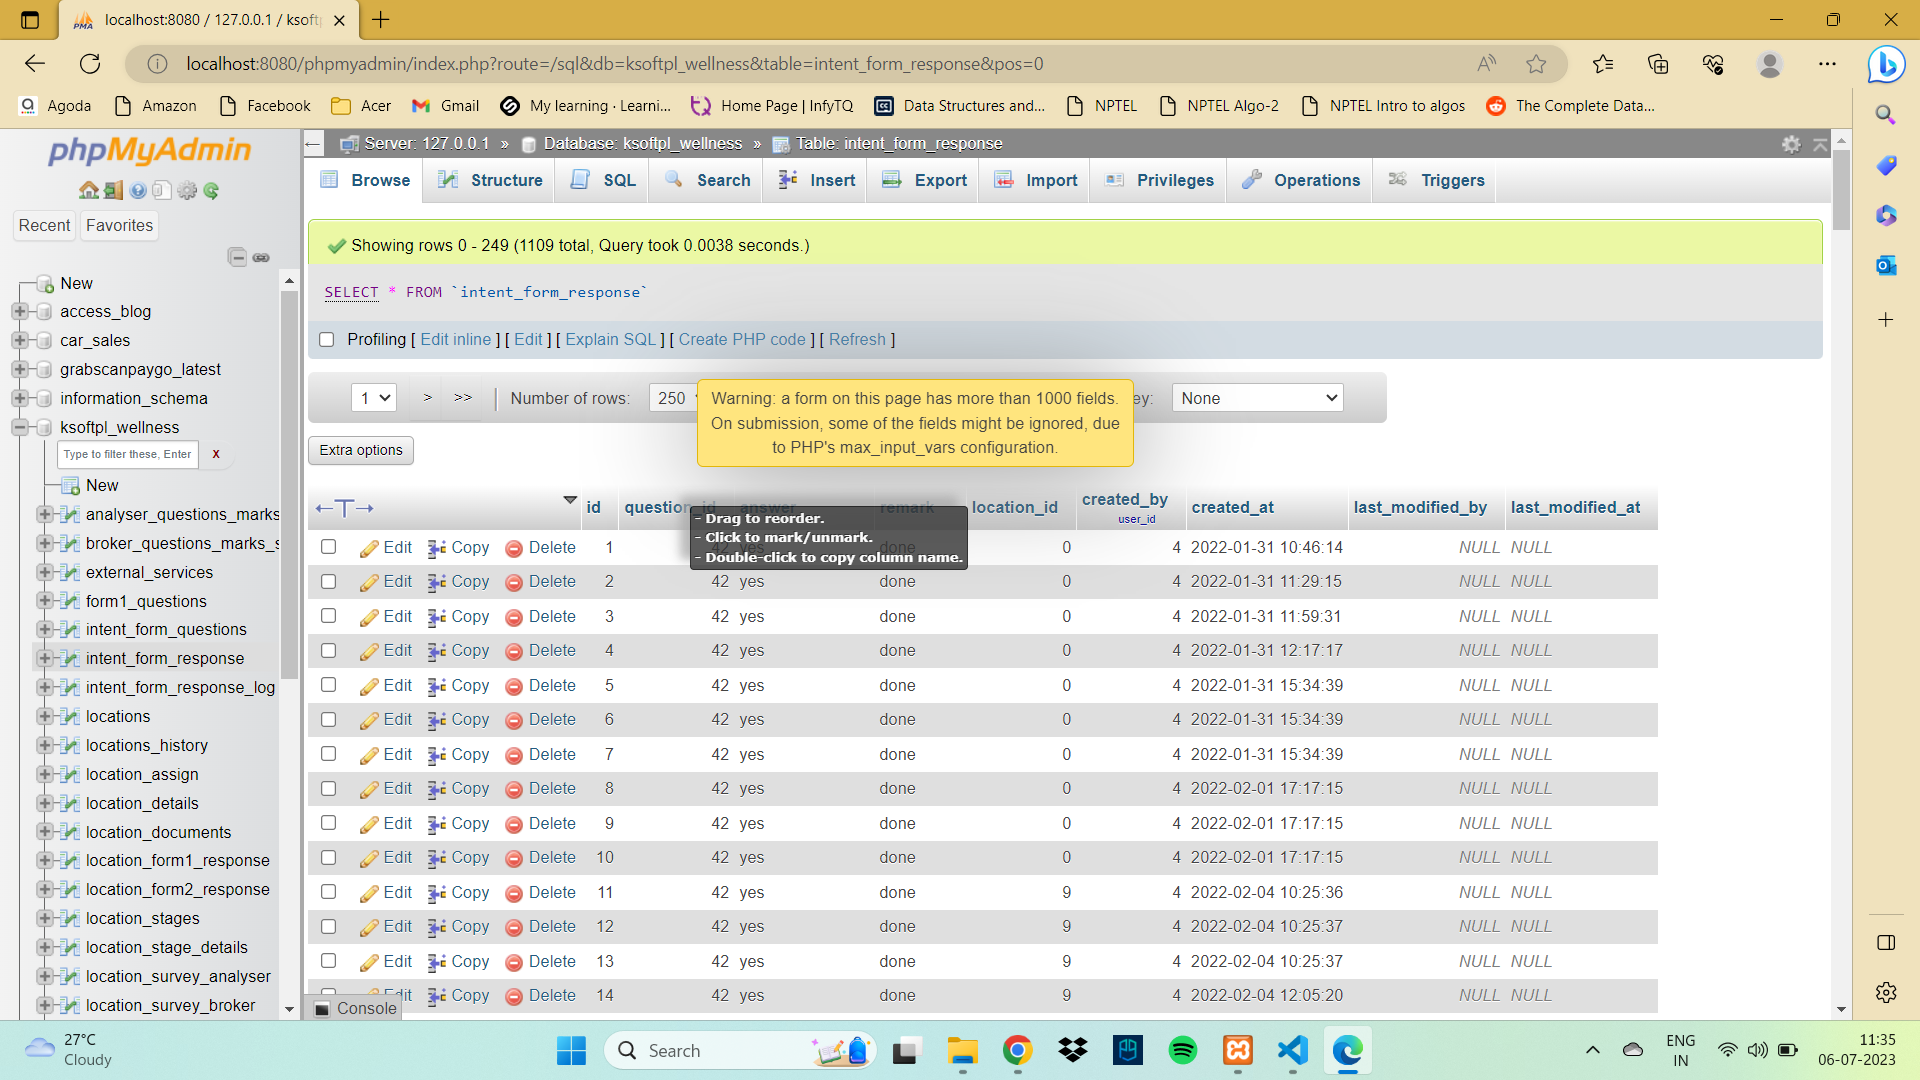 localhost:8080 / 127.0.0.1 / ksoft
localhost:8080/phpmyadmin/index.php?route=/sql&db=ksoftpl_wellness&table=intent_form_response&pos=0
Agoda
Amazon
Facebook
Acer
Gmail
My learning · Learni...
Home Page | InfyTQ
Data Structures and...
NPTEL
NPTEL Algo-2
NPTEL Intro to algos
The Complete Data...
phpMyAdmin
Recent
Favorites
New
access_blog
car_sales
grabscanpaygo_latest
information_schema
ksoftpl_wellness
Type to filter these, Enter
X
New
analyser_questions_marks
broker_questions_marks_s
external_services
form1_questions
intent_form_questions
intent_form_response
intent_form_response_log
locations
locations_history
location_assign
location_details
location_documents
location_form1_response
location_form2_response
location_stages
location_stage_details
location_survey_analyser
location_survey_broker
Server: 127.0.0.1 » Database: ksoftpl_wellness » Table: intent_form_response
Browse
Structure
SQL
Search
Insert
Export
Import
Privileges
Operations
Triggers
Showing rows 0 - 249 (1109 total, Query took 0.0038 seconds.)
SELECT * FROM `intent_form_response`
Profiling [ Edit inline ] [ Edit ] [ Explain SQL ] [ Create PHP code ] [ Refresh ]
1 > >> | Number of rows: 250
ey: None
Warning: a form on this page has more than 1000 fields.
On submission, some of the fields might be ignored, due
to PHP's max_input_vars configuration.
Extra options
id question_id answer remark location_id created_by user_id created_at last_modified_by last_modified_at
- Drag to reorder.
- Click to mark/unmark.
- Double-click to copy column name.
Edit Copy Delete 1 42 yes done 0 4 2022-01-31 10:46:14 NULL NULL
Edit Copy Delete 2 42 yes done 0 4 2022-01-31 11:29:15 NULL NULL
Edit Copy Delete 3 42 yes done 0 4 2022-01-31 11:59:31 NULL NULL
Edit Copy Delete 4 42 yes done 0 4 2022-01-31 12:17:17 NULL NULL
Edit Copy Delete 5 42 yes done 0 4 2022-01-31 15:34:39 NULL NULL
Edit Copy Delete 6 42 yes done 0 4 2022-01-31 15:34:39 NULL NULL
Edit Copy Delete 7 42 yes done 0 4 2022-01-31 15:34:39 NULL NULL
Edit Copy Delete 8 42 yes done 0 4 2022-02-01 17:17:15 NULL NULL
Edit Copy Delete 9 42 yes done 0 4 2022-02-01 17:17:15 NULL NULL
Edit Copy Delete 10 42 yes done 0 4 2022-02-01 17:17:15 NULL NULL
Edit Copy Delete 11 42 yes done 9 4 2022-02-04 10:25:36 NULL NULL
Edit Copy Delete 12 42 yes done 9 4 2022-02-04 10:25:37 NULL NULL
Edit Copy Delete 13 42 yes done 9 4 2022-02-04 10:25:37 NULL NULL
Edit Copy Delete 14 42 yes done 9 4 2022-02-04 12:05:20 NULL NULL
Console
27°C
Cloudy
Search
ENG
IN
11:35
06-07-2023